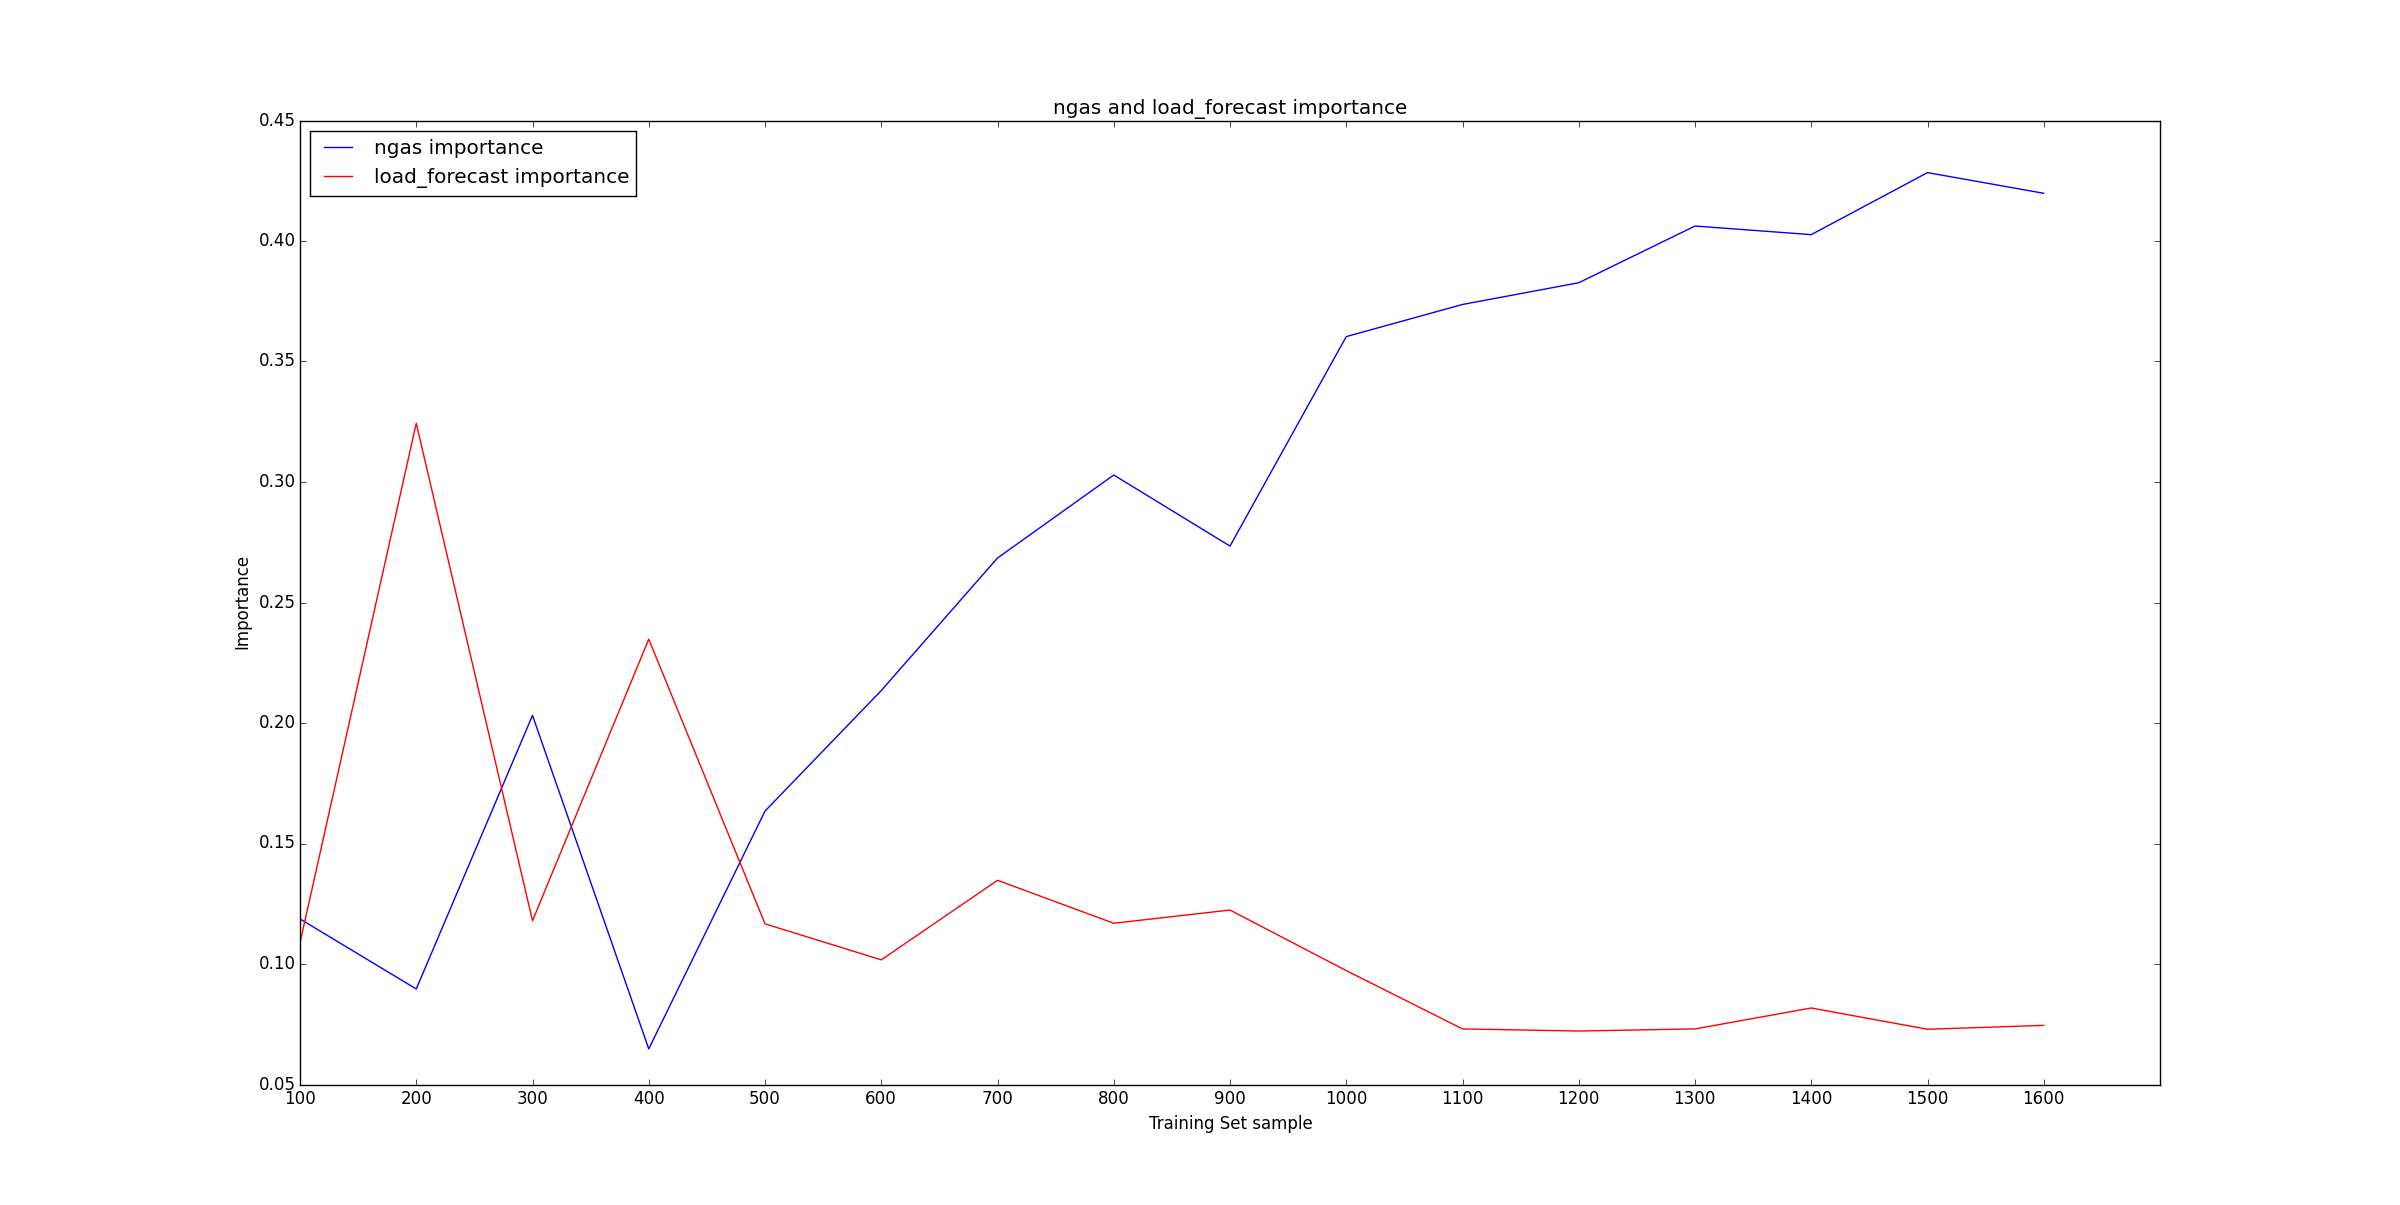 ngas and load_forecast importance
ngas importance
load_forecast importance
0.45
0.40
0.35
0.30
0.25
0.20
0.15
0.10
0.05
Importance
100 200 300 400 500 600 700 800 900 1000 1100 1200 1300 1400 1500 1600
Training Set sample